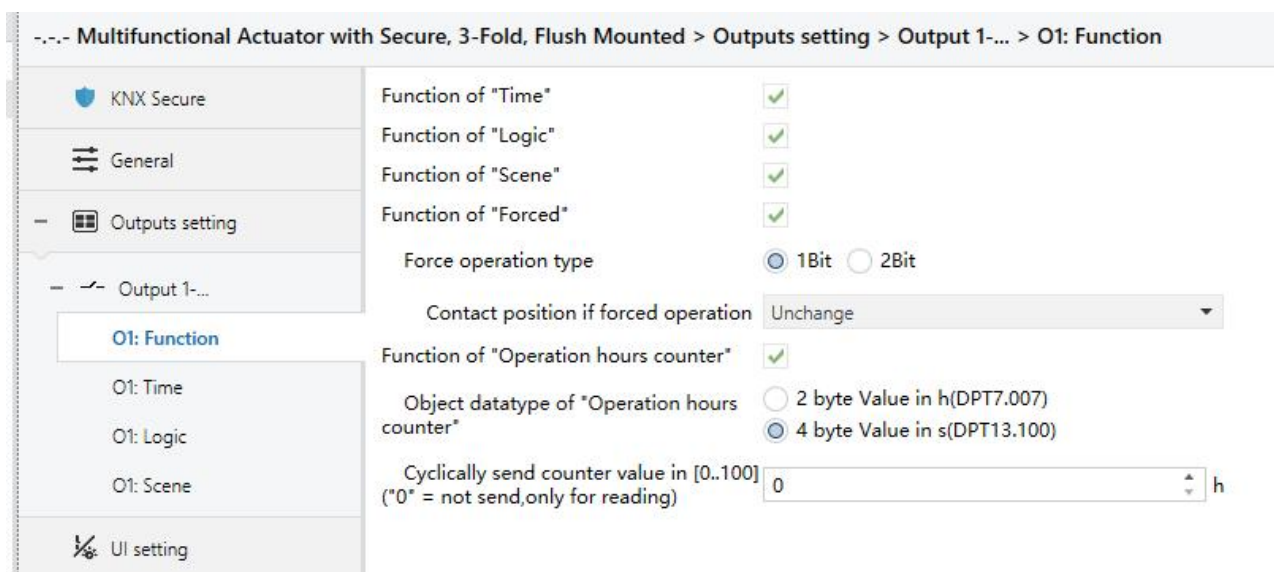 -.-.- Multifunctional Actuator with Secure, 3-Fold, Flush Mounted > Outputs setting > Output 1-... > O1: Function
KNX Secure
General
Outputs setting
Output 1-...
O1: Function
O1: Time
O1: Logic
O1: Scene
UI setting
Function of "Time"
Function of "Logic"
Function of "Scene"
Function of "Forced"
Force operation type
1Bit 2Bit
Contact position if forced operation
Unchange
Function of "Operation hours counter"
Object datatype of "Operation hours
counter"
2 byte Value in h(DPT7.007)
4 byte Value in s(DPT13.100)
Cyclically send counter value in [0..100]
("0" = not send,only for reading)
0 h